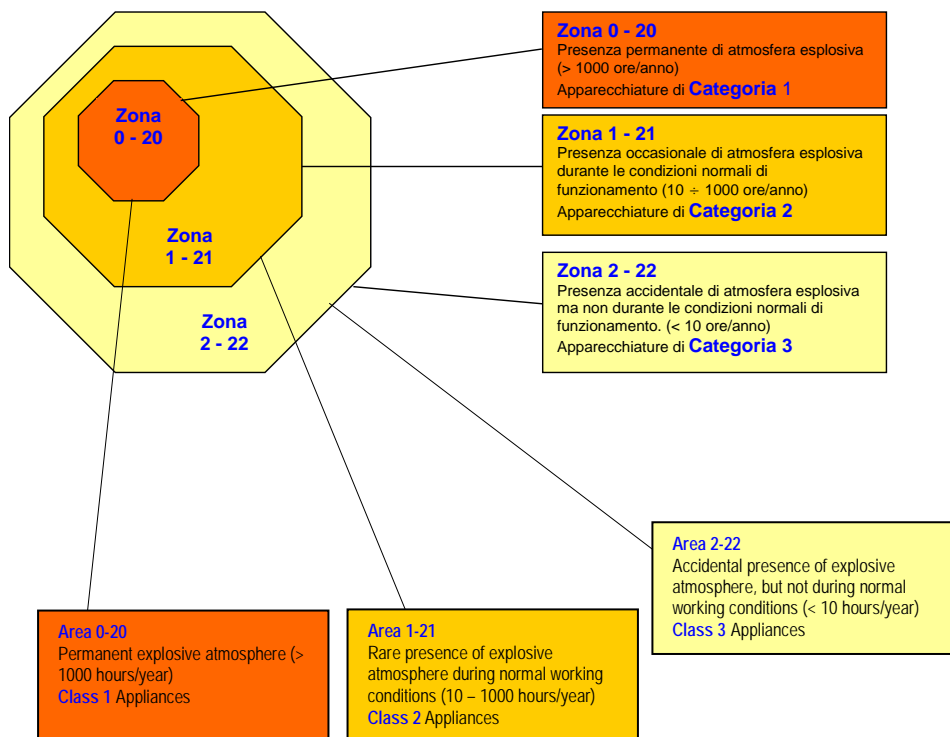 Zona
0 - 20
Zona
1 - 21
Zona
2 - 22
Zona 0 - 20
Presenza permanente di atmosfera esplosiva
(> 1000 ore/anno)
Apparecchiature di Categoria 1
Zona 1 - 21
Presenza occasionale di atmosfera esplosiva
durante le condizioni normali di
funzionamento (10 ÷ 1000 ore/anno)
Apparecchiature di Categoria 2
Zona 2 - 22
Presenza accidentale di atmosfera esplosiva
ma non durante le condizioni normali di
funzionamento. (< 10 ore/anno)
Apparecchiature di Categoria 3
Area 2-22
Accidental presence of explosive
atmosphere, but not during normal
working conditions (< 10 hours/year)
Class 3 Appliances
Area 0-20
Permanent explosive atmosphere (>
1000 hours/year)
Class 1 Appliances
Area 1-21
Rare presence of explosive
atmosphere during normal working
conditions (10 – 1000 hours/year)
Class 2 Appliances